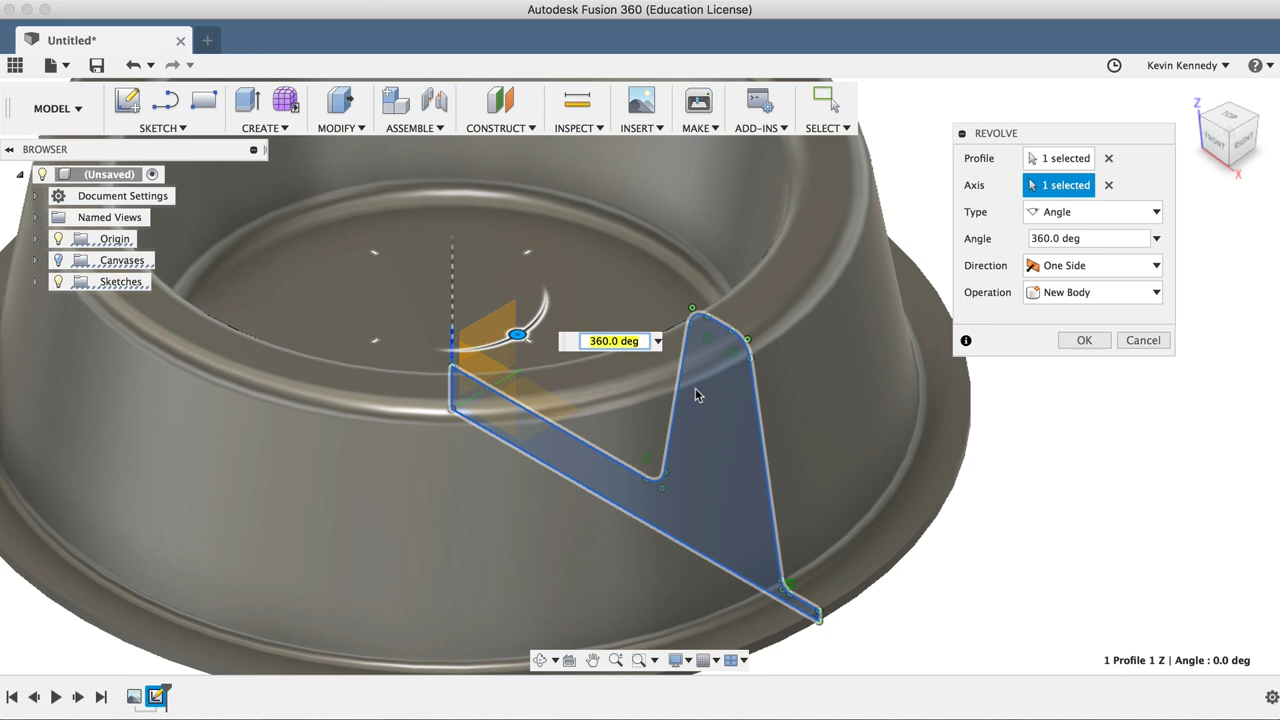 Autodesk Fusion 360 (Education License)
Untitled*
Kevin Kennedy
MODEL
SKETCH
CREATE
MODIFY
ASSEMBLE
CONSTRUCT
INSPECT
INSERT
MAKE
ADD-INS
SELECT
BROWSER
(Unsaved)
Document Settings
Named Views
Origin
Canvases
Sketches
Z
TOP
FRONT
RIGHT
X
REVOLVE
Profile 1 selected
Axis 1 selected
Type Angle
Angle 360.0 deg
Direction One Side
Operation New Body
OK Cancel
360.0 deg
1 Profile 1 Z | Angle : 0.0 deg